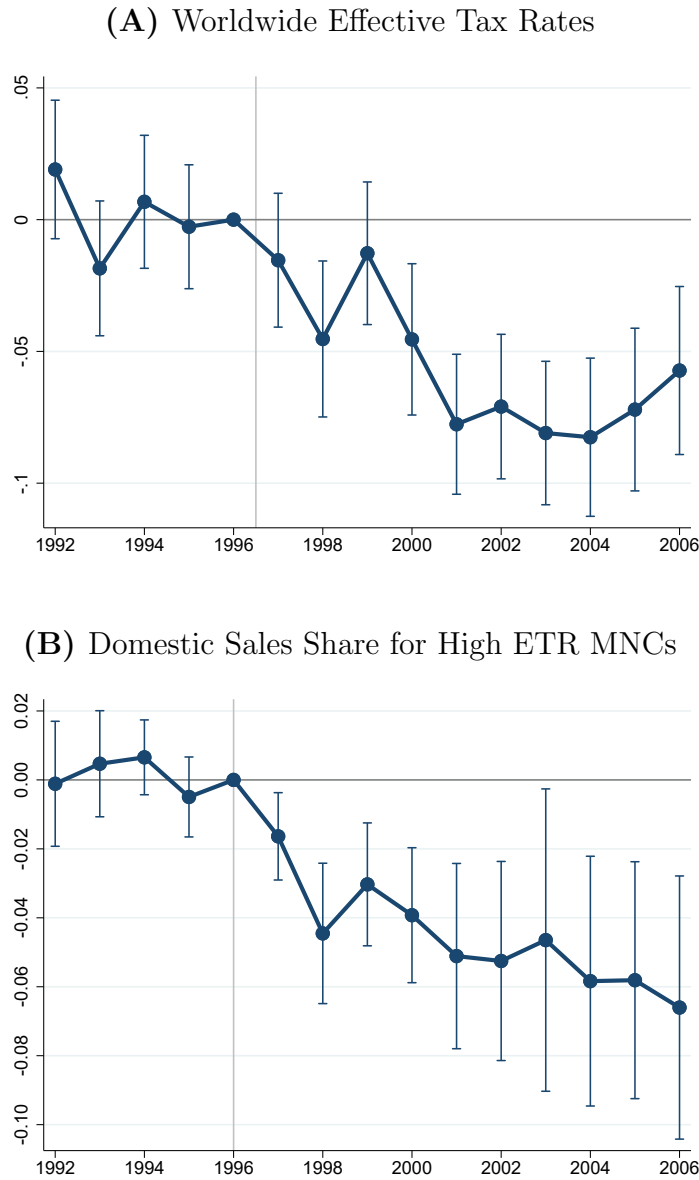 (A) Worldwide Effective Tax Rates
.05
0
-.05
-.1
1992 1994 1996 1998 2000 2002 2004 2006
(B) Domestic Sales Share for High ETR MNCs
0.02
0.00
-0.02
-0.04
-0.06
-0.08
-0.10
1992 1994 1996 1998 2000 2002 2004 2006